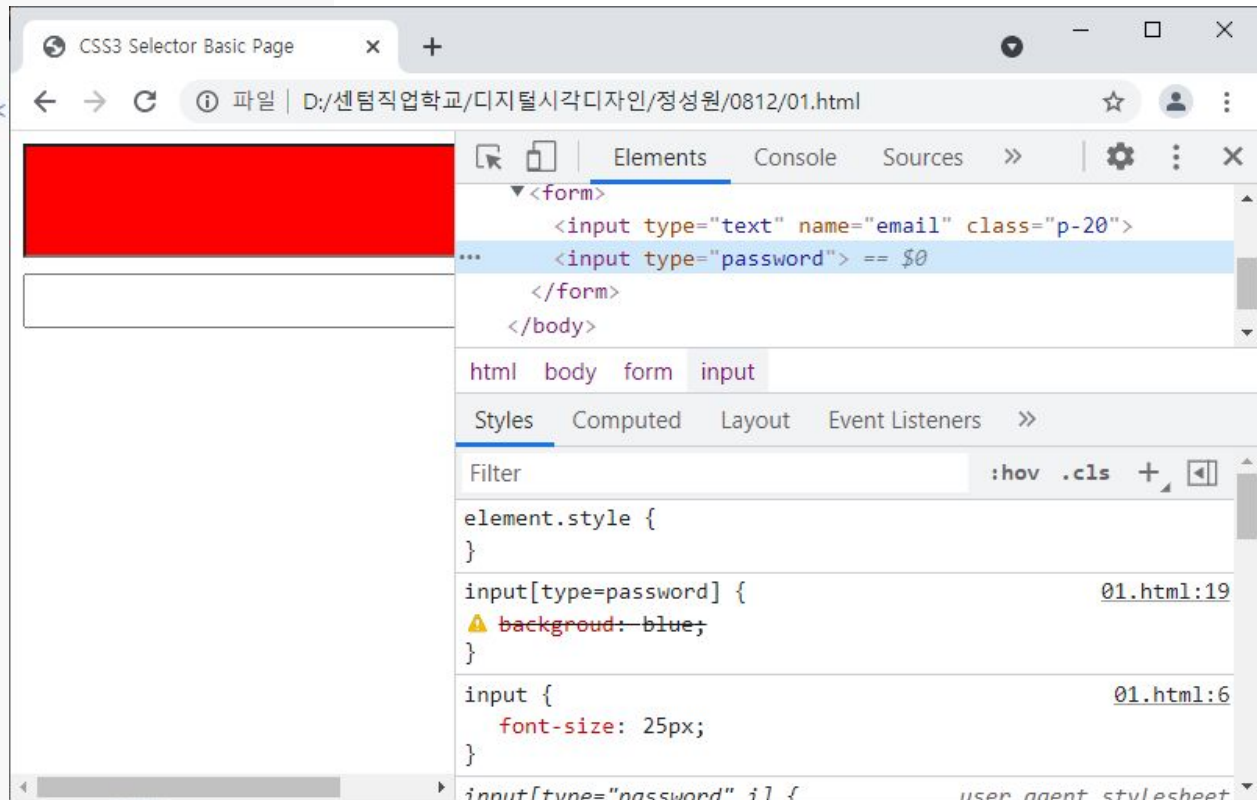 CSS3 Selector Basic Page
파일 | D:/센텀직업학교/디지털시각디자인/정성원/0812/01.html
Elements Console Sources »
▼<form>
<input type="text" name="email" class="p-20">
••• <input type="password"> == $0
</form>
</body>
html body form input
Styles Computed Layout Event Listeners »
Filter :hov .cls +
element.style {
}
input[type=password] { 01.html:19
backgroud: blue;
}
input { 01.html:6
font-size: 25px;
}
input[type="password" i] { user agent stylesheet